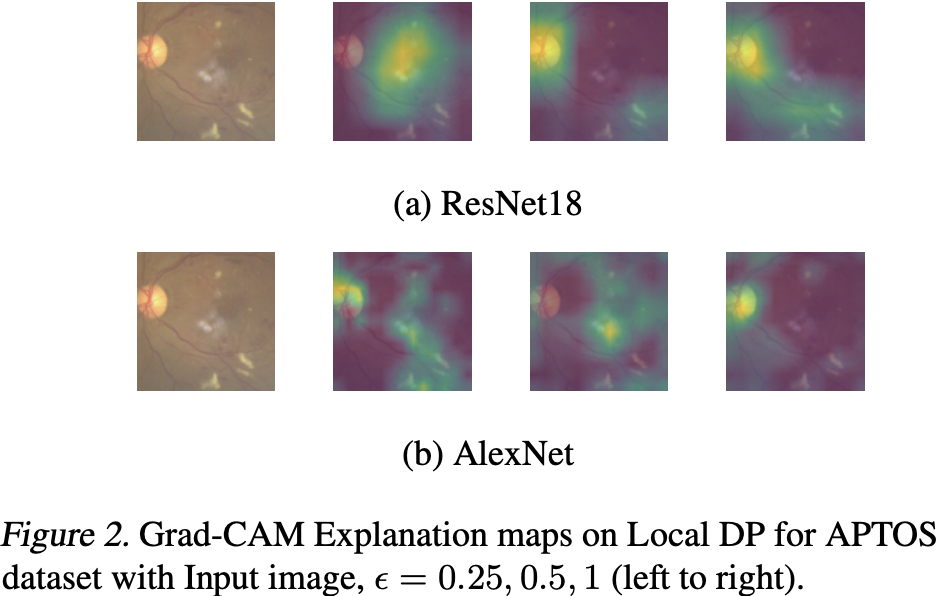 (a) ResNet18
(b) AlexNet
Figure 2. Grad-CAM Explanation maps on Local DP for APTOS
dataset with Input image, ϵ = 0.25, 0.5, 1 (left to right).